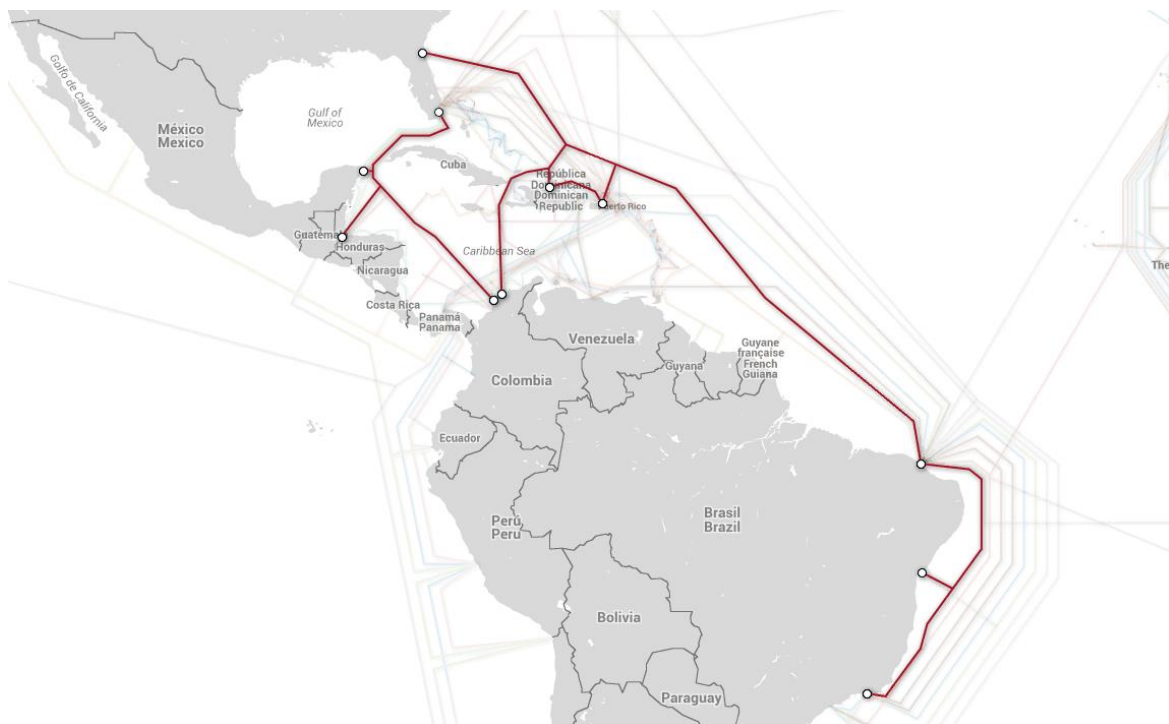 Golfo de California
México
Mexico
Gulf of
Mexico
Cuba
República
Dominicana
Dominican
Republic
Puerto Rico
Guatemala
Honduras
Caribbean Sea
Nicaragua
Costa Rica
Panamá
Panama
Venezuela
Guyana
Guyane
française
French
Guiana
Colombia
Ecuador
The
Perú
Peru
Brasil
Brazil
Bolivia
Paraguay